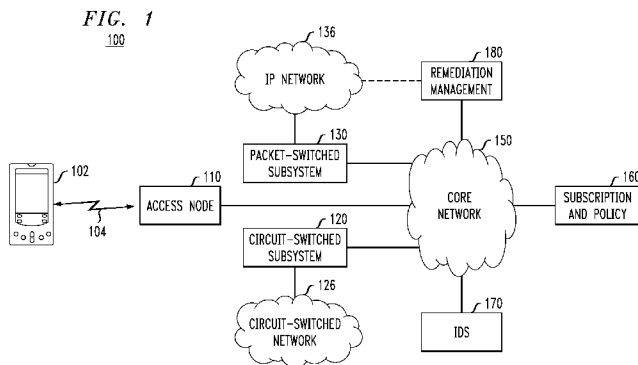 FIG. 1
100
136
IP NETWORK
180
REMEDIATION
MANAGEMENT
130
PACKET-SWITCHED
SUBSYSTEM
150
CORE
NETWORK
160
SUBSCRIPTION
AND POLICY
102
104
110
ACCESS NODE
120
CIRCUIT-SWITCHED
SUBSYSTEM
126
CIRCUIT-SWITCHED
NETWORK
170
IDS